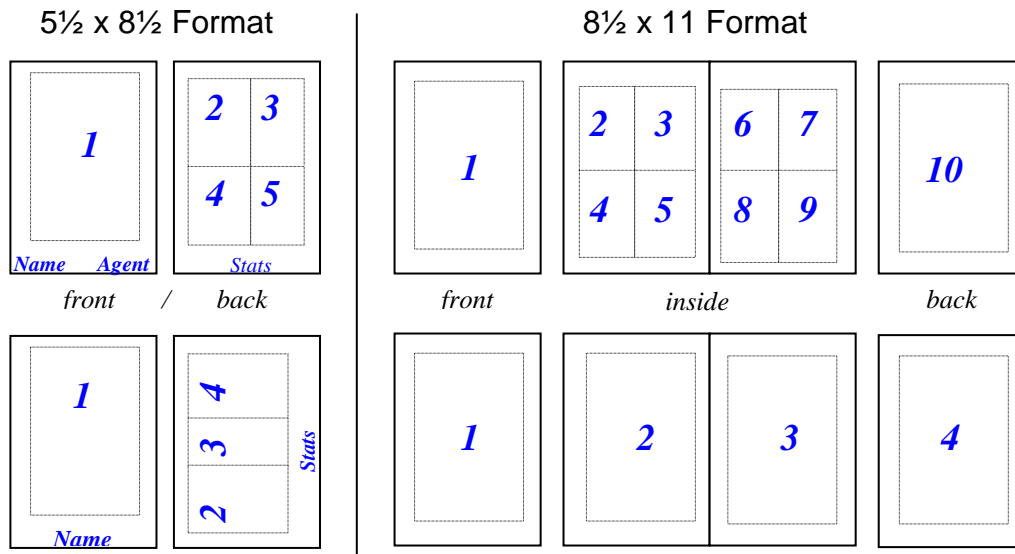 5½ x 8½ Format
1
Name Agent
2 3
4 5
Stats
front / back
1
Name
4
3
2
Stats
8½ x 11 Format
1
2 3
4 5
6 7
8 9
10
front inside back
1
2
3
4